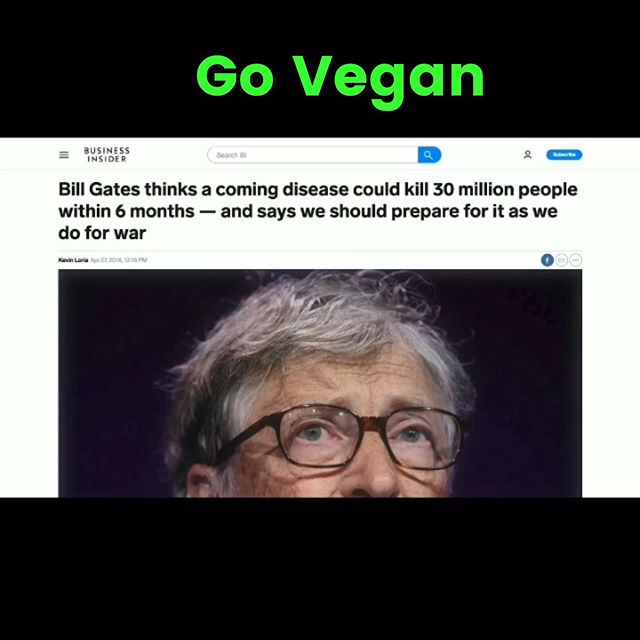 Go Vegan
BUSINESS
INSIDER
Search BI
Subscribe
Bill Gates thinks a coming disease could kill 30 million people
within 6 months — and says we should prepare for it as we
do for war
Kevin Loria Apr 27, 2018, 12:18 PM
f